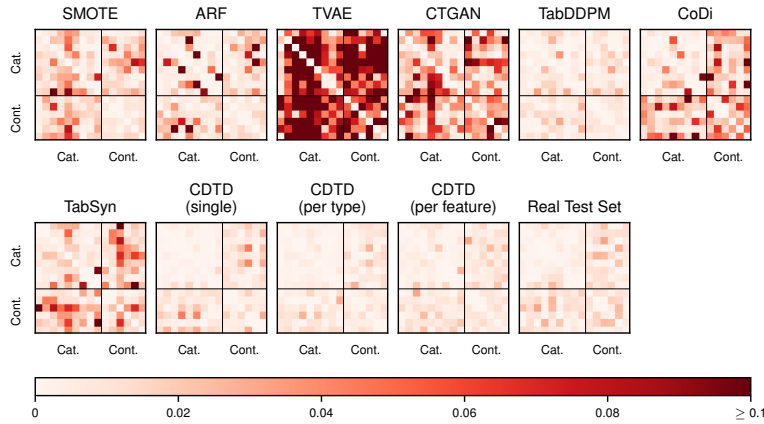 SMOTE ARF TVAE CTGAN TabDDPM CoDi
Cat.
Cont.
Cat. Cont. Cat. Cont. Cat. Cont. Cat. Cont. Cat. Cont. Cat. Cont.
TabSyn CDTD (single) CDTD (per type) CDTD (per feature) Real Test Set
Cat.
Cont.
Cat. Cont. Cat. Cont. Cat. Cont. Cat. Cont. Cat. Cont.
0 0.02 0.04 0.06 0.08 ≥ 0.1